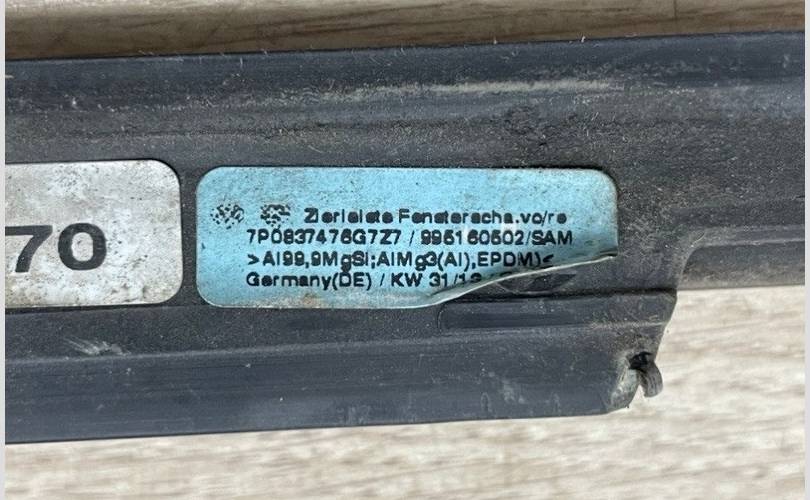 70
Zierleiste Fensterscha.vo/re
7P0837476G7Z7 / 995160502/SAM
>Al99,9MgSi;AlMg3(Al),EPDM)<
Germany(DE) / KW 31/1